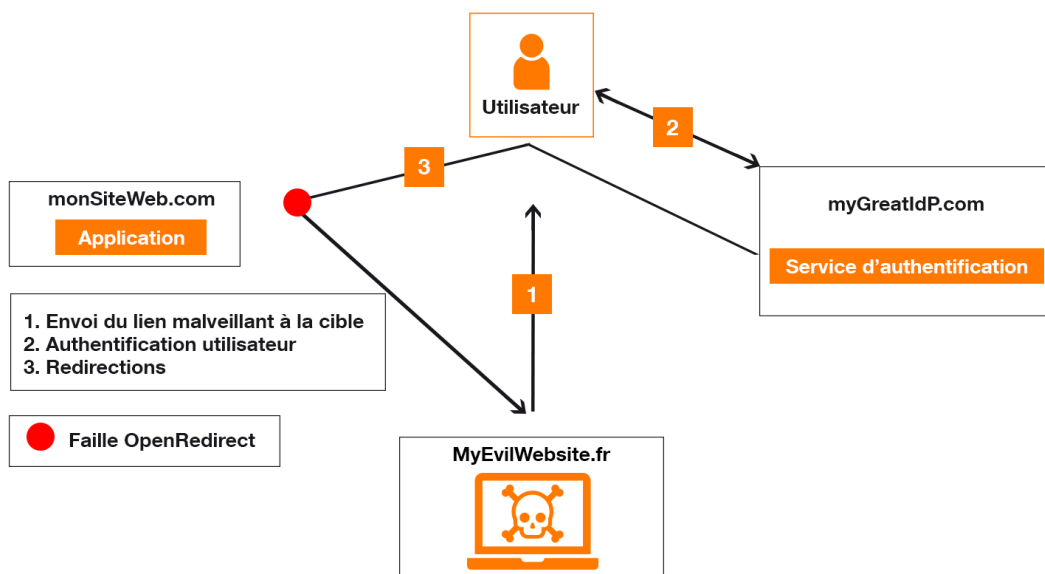 Utilisateur
2
3
monSiteWeb.com
Application
myGreatIdP.com
Service d'authentification
1
1. Envoi du lien malveillant à la cible
2. Authentification utilisateur
3. Redirections
Faille OpenRedirect
MyEvilWebsite.fr